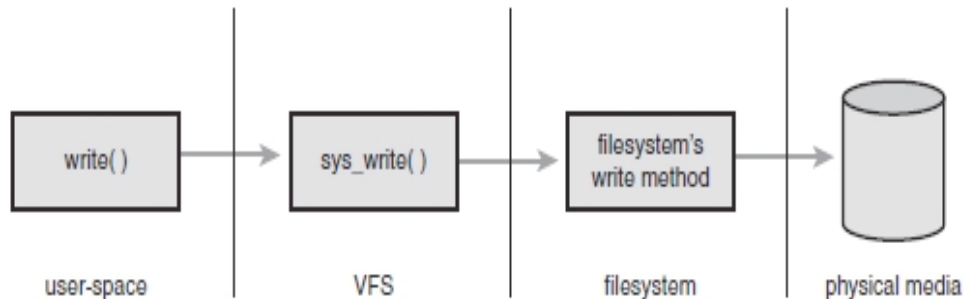 write( )
sys_write( )
filesystem's
write method
user-space
VFS
filesystem
physical media